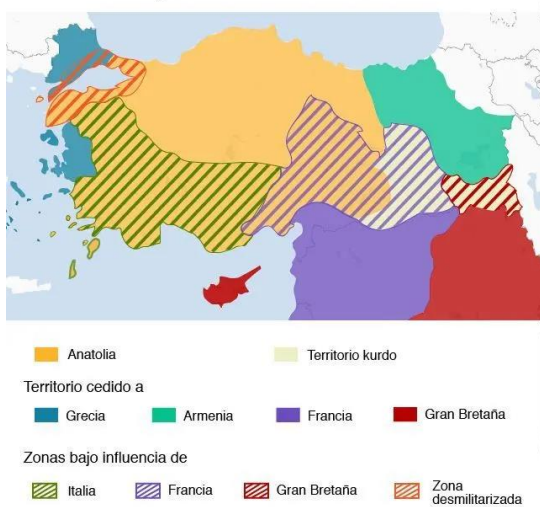 Anatolia Territorio kurdo
Territorio cedido a
Grecia Armenia Francia Gran Bretaña
Zonas bajo influencia de
Italia Francia Gran Bretaña Zona
desmilitarizada